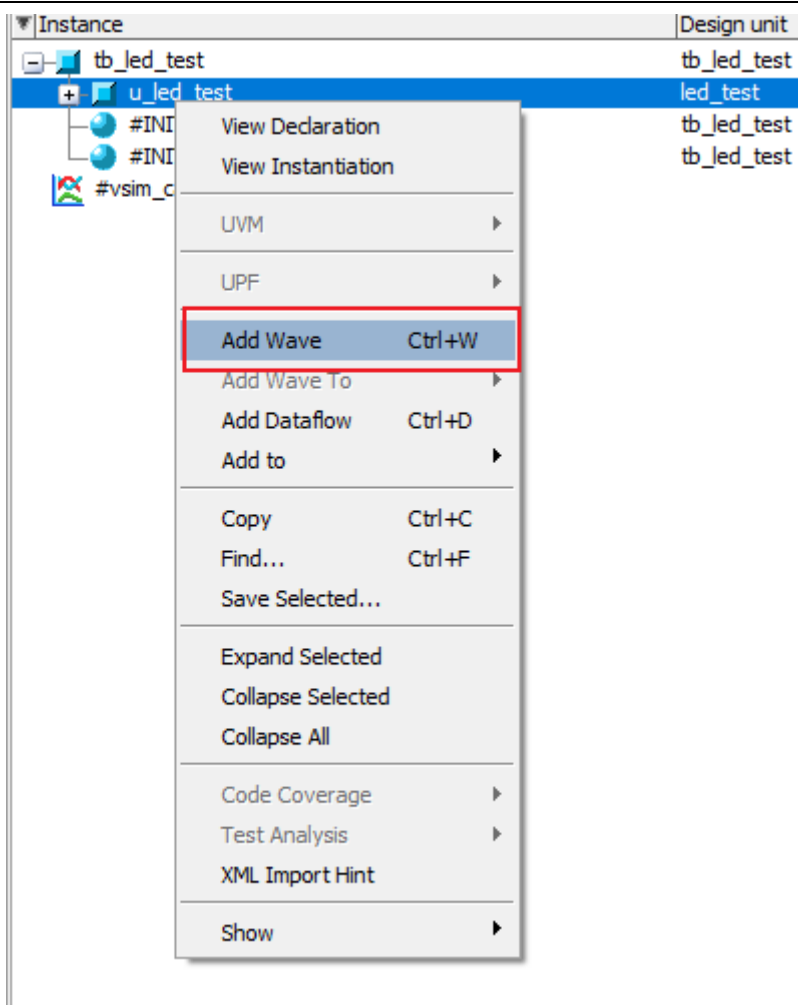 Instance Design unit
tb_led_test tb_led_test
u_led_test led_test
#INI tb_led_test
#INI tb_led_test
#vsim_c
View Declaration
View Instantiation
UVM
UPF
Add Wave Ctrl+W
Add Wave To
Add Dataflow Ctrl+D
Add to
Copy Ctrl+C
Find... Ctrl+F
Save Selected...
Expand Selected
Collapse Selected
Collapse All
Code Coverage
Test Analysis
XML Import Hint
Show